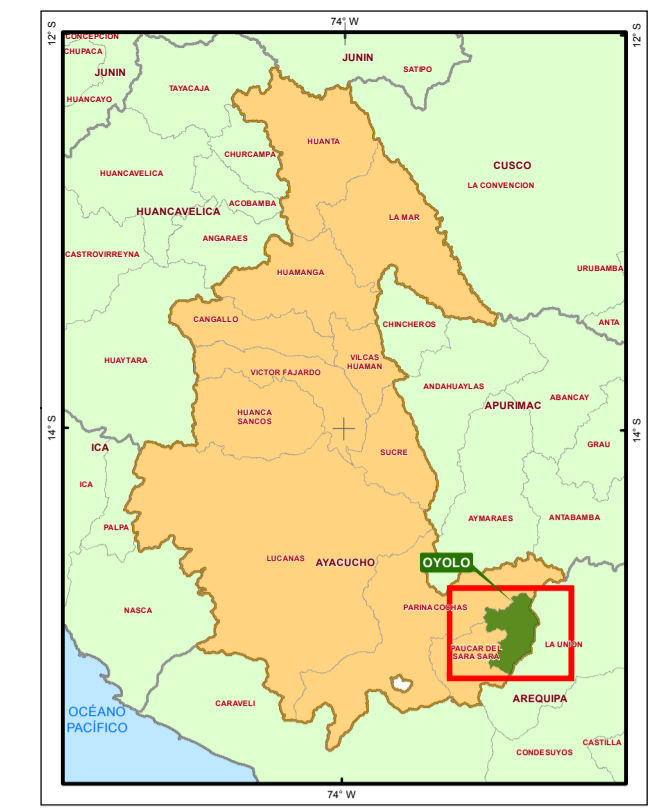 74° W
12° S
12° S
CONCEPCION
CHUPACA
JUNIN
JUNIN
SATIPO
TAYACAJA
HUANCAYO
HUANTA
CHURCAMPA
CUSCO
HUANCAVELICA
LA CONVENCION
ACOBAMBA
HUANCAVELICA
LA MAR
ANGARAES
CASTROVIRREYNA
URUBAMBA
HUAMANGA
CANGALLO
CHINCHEROS
ANTA
HUAYTARA
VILCAS
HUAMAN
VICTOR FAJARDO
ANDAHUAYLAS
ABANCAY
APURIMAC
HUANCA
SANCOS
14° S
14° S
GRAU
ICA
SUCRE
ICA
AYMARAES
ANTABAMBA
PALPA
LUCANAS
AYACUCHO
OYOLO
PARINACOCHAS
NASCA
LA UNION
PAUCAR DEL
SARA SARA
AREQUIPA
CARAVELI
OCÉANO
PACÍFICO
CASTILLA
CONDESUYOS
74° W